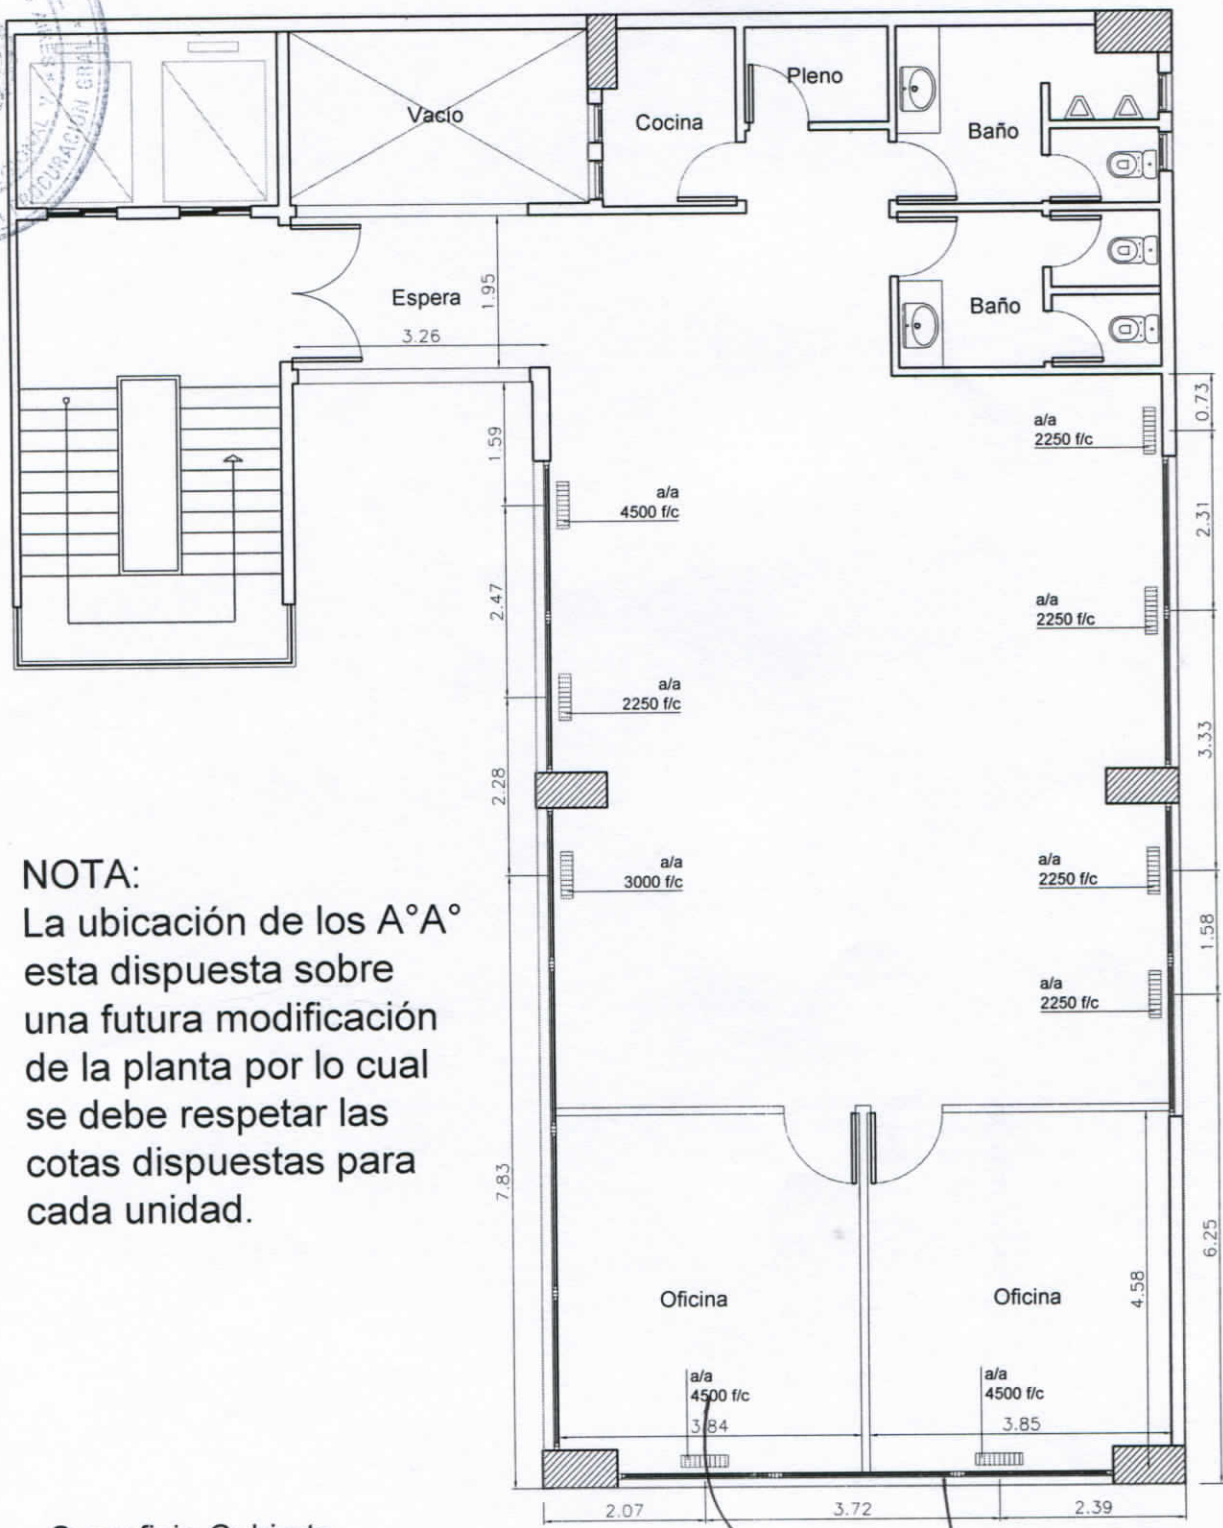 PROCURACIÓN GRAL
Vacío
Cocina
Pleno
Baño
Espera
1.95
3.26
Baño
0.73
a/a
2250 f/c
1.59
a/a
4500 f/c
2.31
2.47
a/a
2250 f/c
a/a
2250 f/c
3.33
2.28
a/a
3000 f/c
a/a
2250 f/c
1.58
a/a
2250 f/c
NOTA:
La ubicación de los A°A°
esta dispuesta sobre
una futura modificación
de la planta por lo cual
se debe respetar las
cotas dispuestas para
cada unidad.
7.83
6.25
4.58
Oficina
Oficina
a/a
4500 f/c
a/a
4500 f/c
3.84
3.85
2.07
3.72
2.39